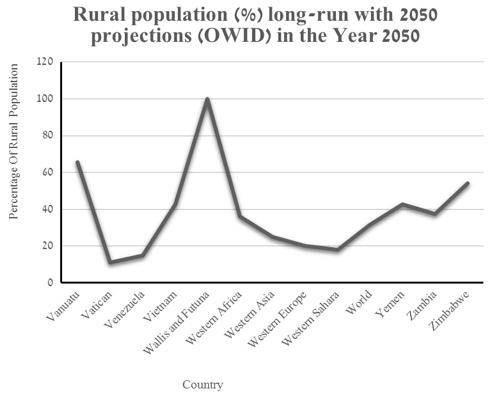 Rural population (%) long-run with 2050
projections (OWID) in the Year 2050
Percentage Of Rural Population
120
100
80
60
40
20
0
Vanuatu
Vatican
Venezuela
Vietnam
Wallis and Futuna
Western Africa
Western Asia
Western Europe
Western Sahara
World
Yemen
Zambia
Zimbabwe
Country